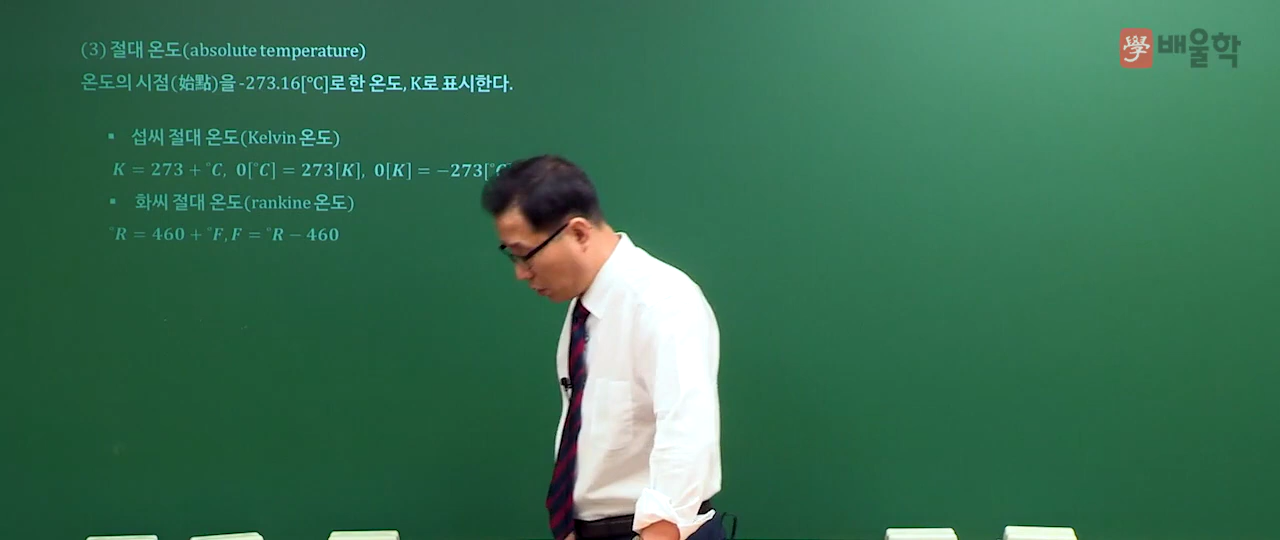 (3) 절대 온도(absolute temperature)
온도의 시점(始點)을 -273.16[℃]로 한 온도, K로 표시한다.
▪ 섭씨 절대 온도(Kelvin 온도)
K = 273 + °C, 0[°C] = 273[K], 0[K] = −273[°C
▪ 화씨 절대 온도(rankine 온도)
°R = 460 + °F, F = °R − 460
學 배울학